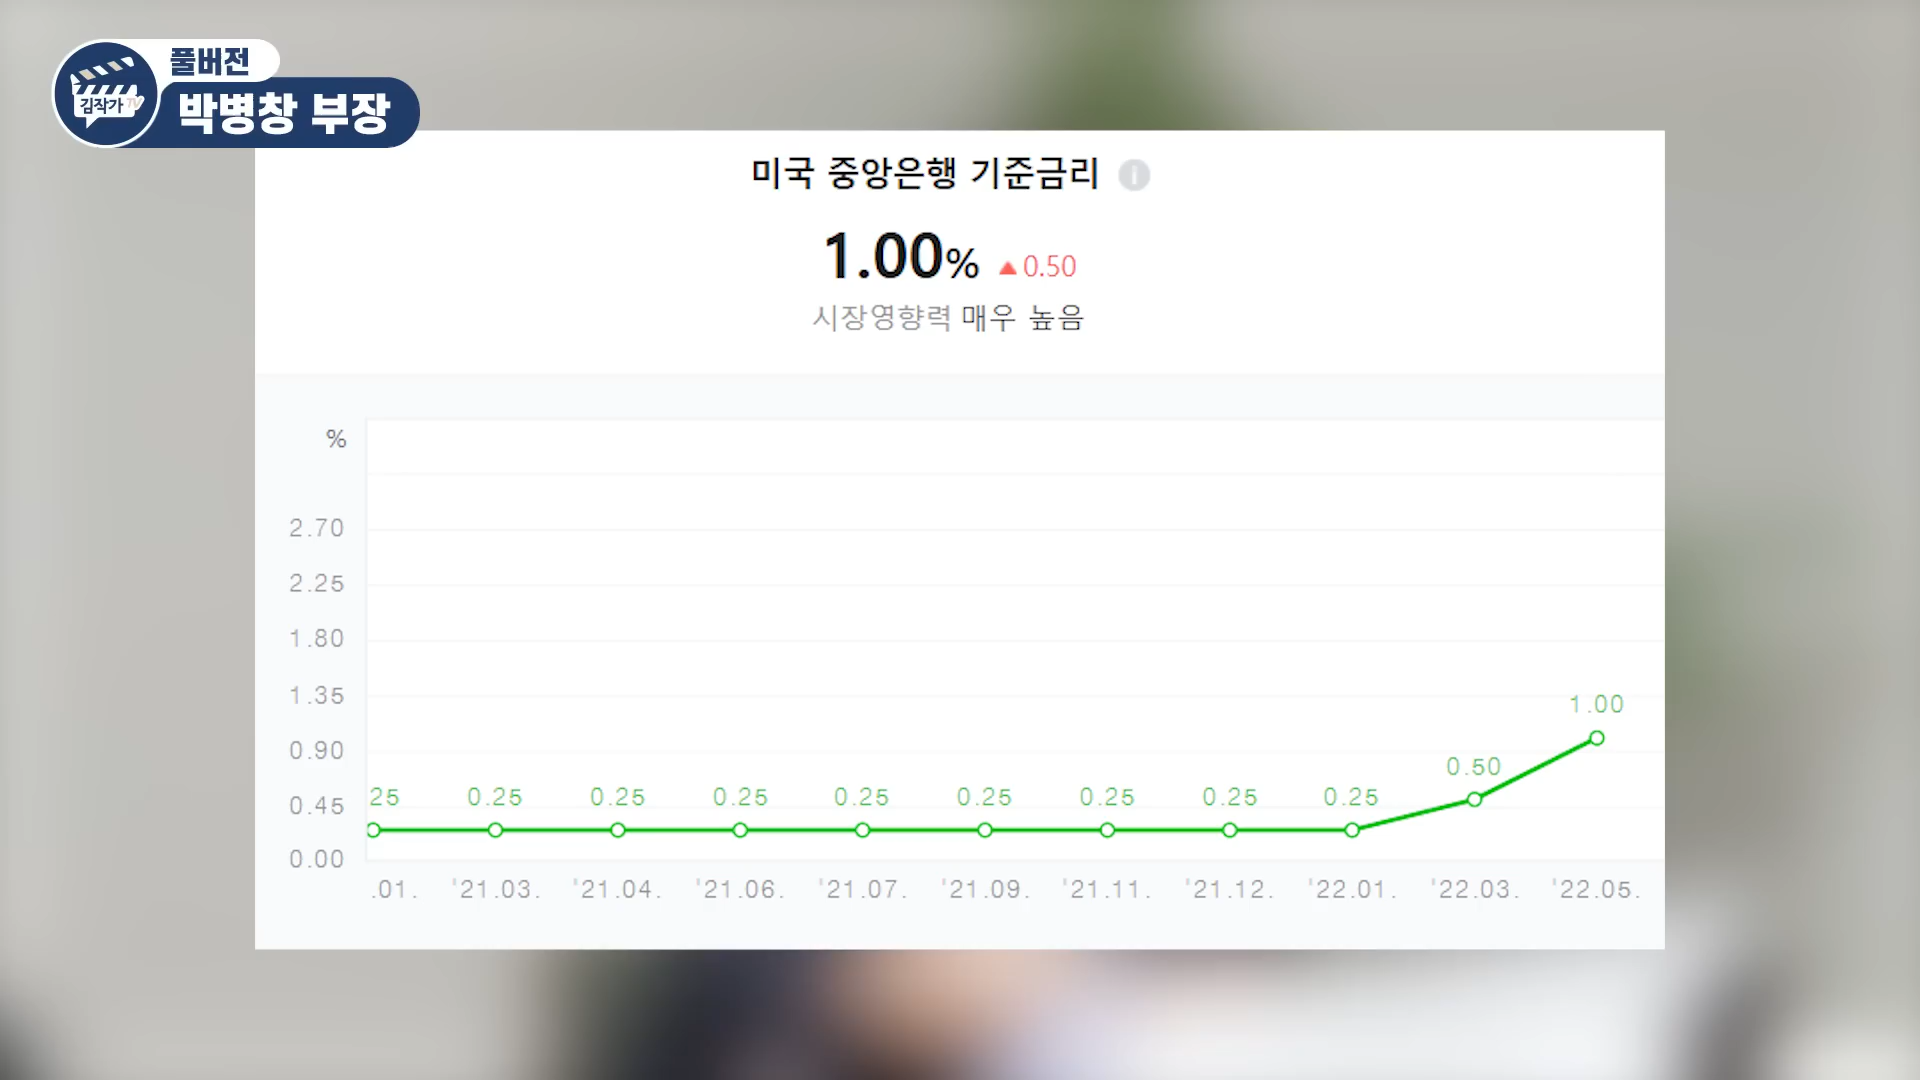 풀버전
김작가 TV
박병창 부장
미국 중앙은행 기준금리 i
1.00% ▲0.50
시장영향력 매우 높음
%
2.70
2.25
1.80
1.35
0.90
0.45
0.00
25 0.25 0.25 0.25 0.25 0.25 0.25 0.25 0.25 0.50 1.00
.01. '21.03. '21.04. '21.06. '21.07. '21.09. '21.11. '21.12. '22.01. '22.03. '22.05.